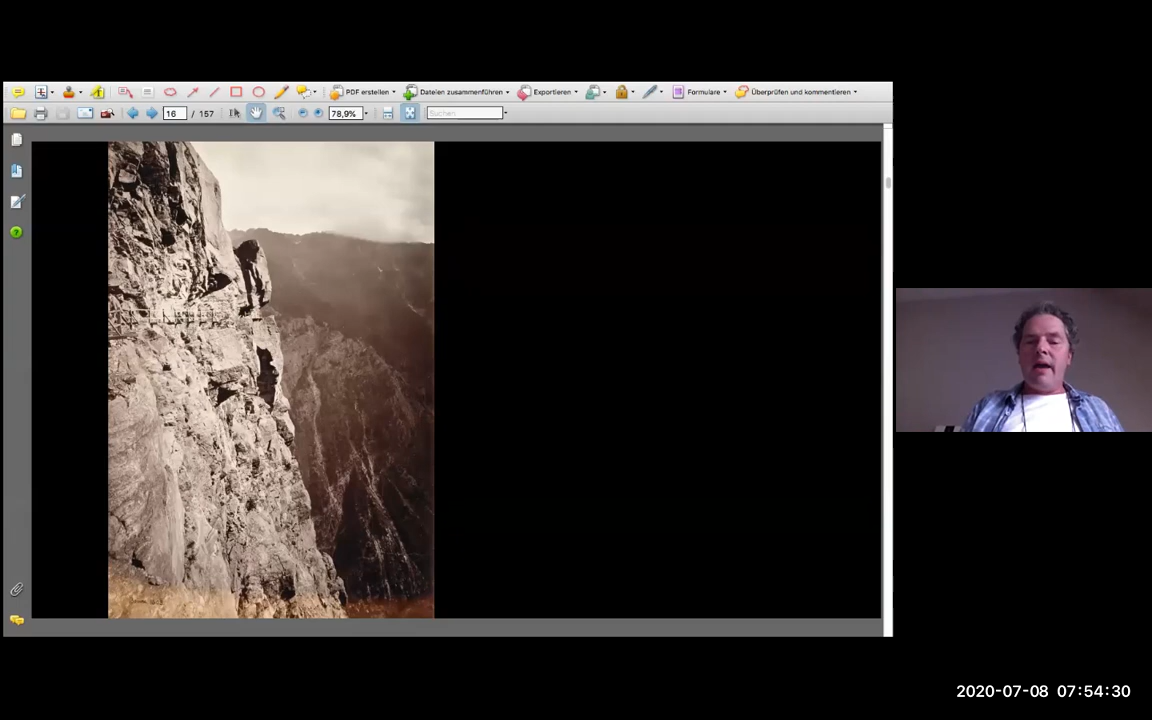 PDF erstellen Dateien zusammenführen Exportieren Formulare Überprüfen und kommentieren
16 / 157 78,9% Suchen
2020-07-08 07:54:30